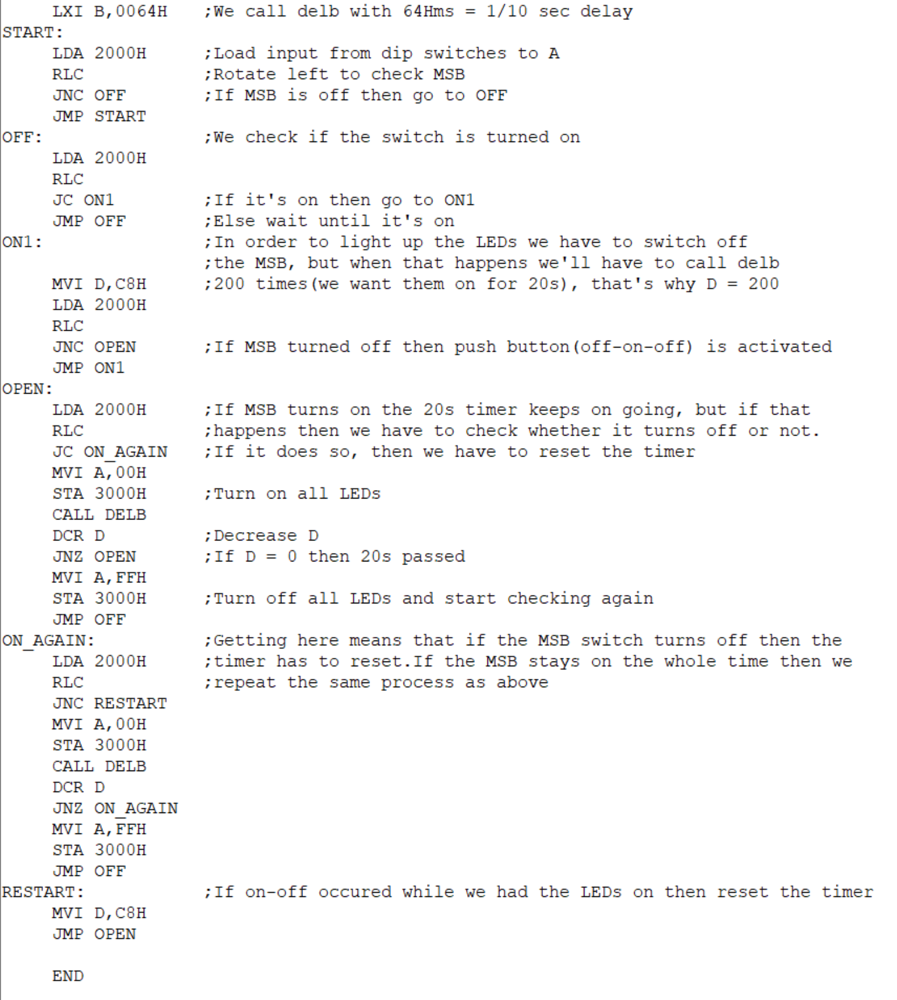 LXI B,0064H ;We call delb with 64Hms = 1/10 sec delay
START:
LDA 2000H ;Load input from dip switches to A
RLC ;Rotate left to check MSB
JNC OFF ;If MSB is off then go to OFF
JMP START
OFF: ;We check if the switch is turned on
LDA 2000H
RLC
JC ON1 ;If it's on then go to ON1
JMP OFF ;Else wait until it's on
ON1: ;In order to light up the LEDs we have to switch off
;the MSB, but when that happens we'll have to call delb
MVI D,C8H ;200 times(we want them on for 20s), that's why D = 200
LDA 2000H
RLC
JNC OPEN ;If MSB turned off then push button(off-on-off) is activated
JMP ON1
OPEN:
LDA 2000H ;If MSB turns on the 20s timer keeps on going, but if that
RLC ;happens then we have to check whether it turns off or not.
JC ON_AGAIN ;If it does so, then we have to reset the timer
MVI A,00H
STA 3000H ;Turn on all LEDs
CALL DELB
DCR D ;Decrease D
JNZ OPEN ;If D = 0 then 20s passed
MVI A,FFH
STA 3000H ;Turn off all LEDs and start checking again
JMP OFF
ON_AGAIN: ;Getting here means that if the MSB switch turns off then the
LDA 2000H ;timer has to reset.If the MSB stays on the whole time then we
RLC ;repeat the same process as above
JNC RESTART
MVI A,00H
STA 3000H
CALL DELB
DCR D
JNZ ON_AGAIN
MVI A,FFH
STA 3000H
JMP OFF
RESTART: ;If on-off occured while we had the LEDs on then reset the timer
MVI D,C8H
JMP OPEN
END